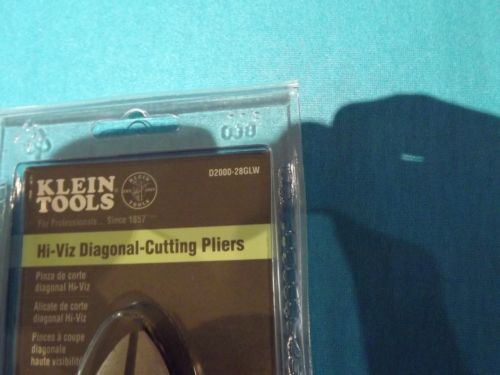 KLEIN
TOOLS
D2000-28GLW
For Professionals... Since 1857
Hi-Viz Diagonal-Cutting Pliers
Pinza de corte
diagonal Hi-Viz
Alicate de corte
diagonal Hi-Viz
Pinces à coupe
diagonale
haute visibilité